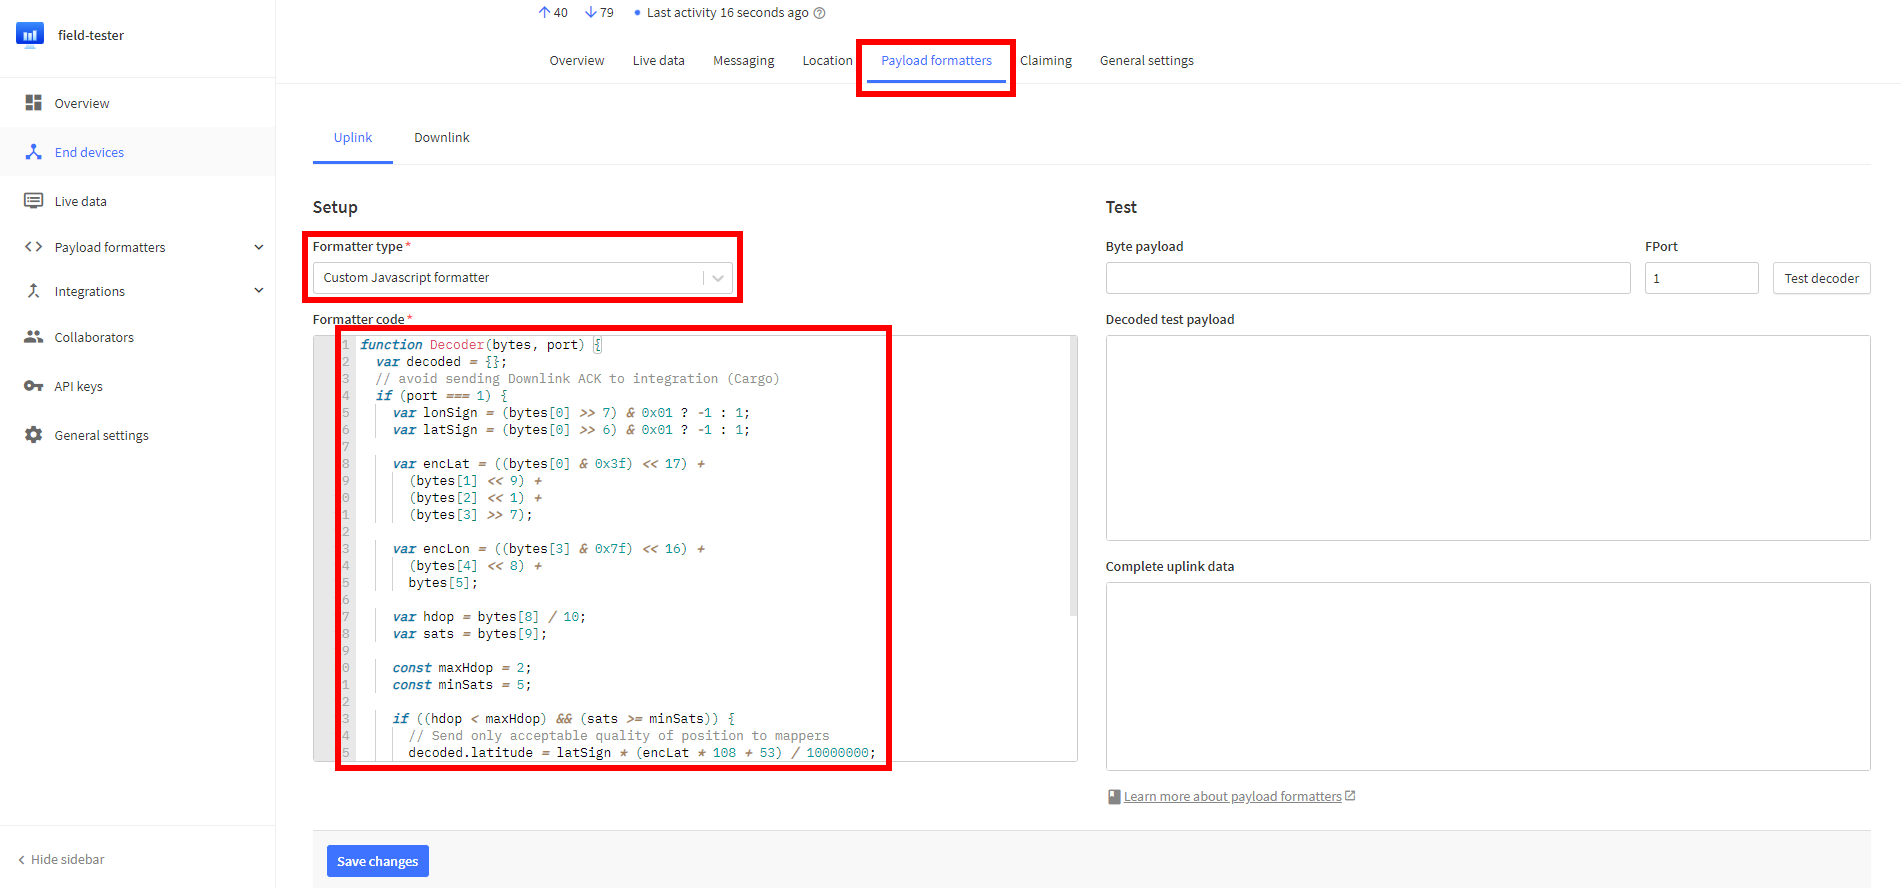 field-tester
40 79 Last activity 16 seconds ago
Overview Live data Messaging Location Payload formatters Claiming General settings
Overview
End devices
Live data
Payload formatters
Integrations
Collaborators
API keys
General settings
Hide sidebar
Uplink Downlink
Setup
Formatter type *
Custom Javascript formatter
Formatter code *
1 function Decoder(bytes, port) {
2 var decoded = {};
3 // avoid sending Downlink ACK to integration (Cargo)
4 if (port === 1) {
5 var lonSign = (bytes[0] >> 7) & 0x01 ? -1 : 1;
6 var latSign = (bytes[0] >> 6) & 0x01 ? -1 : 1;
7
8 var encLat = ((bytes[0] & 0x3f) << 17) +
9 (bytes[1] << 9) +
0 (bytes[2] << 1) +
1 (bytes[3] >> 7);
2
3 var encLon = ((bytes[3] & 0x7f) << 16) +
4 (bytes[4] << 8) +
5 bytes[5];
6
7 var hdop = bytes[8] / 10;
8 var sats = bytes[9];
9
0 const maxHdop = 2;
1 const minSats = 5;
2
3 if ((hdop < maxHdop) && (sats >= minSats)) {
4 // Send only acceptable quality of position to mappers
5 decoded.latitude = latSign * (encLat * 108 + 53) / 10000000;
Save changes
Test
Byte payload FPort
1 Test decoder
Decoded test payload
Complete uplink data
Learn more about payload formatters